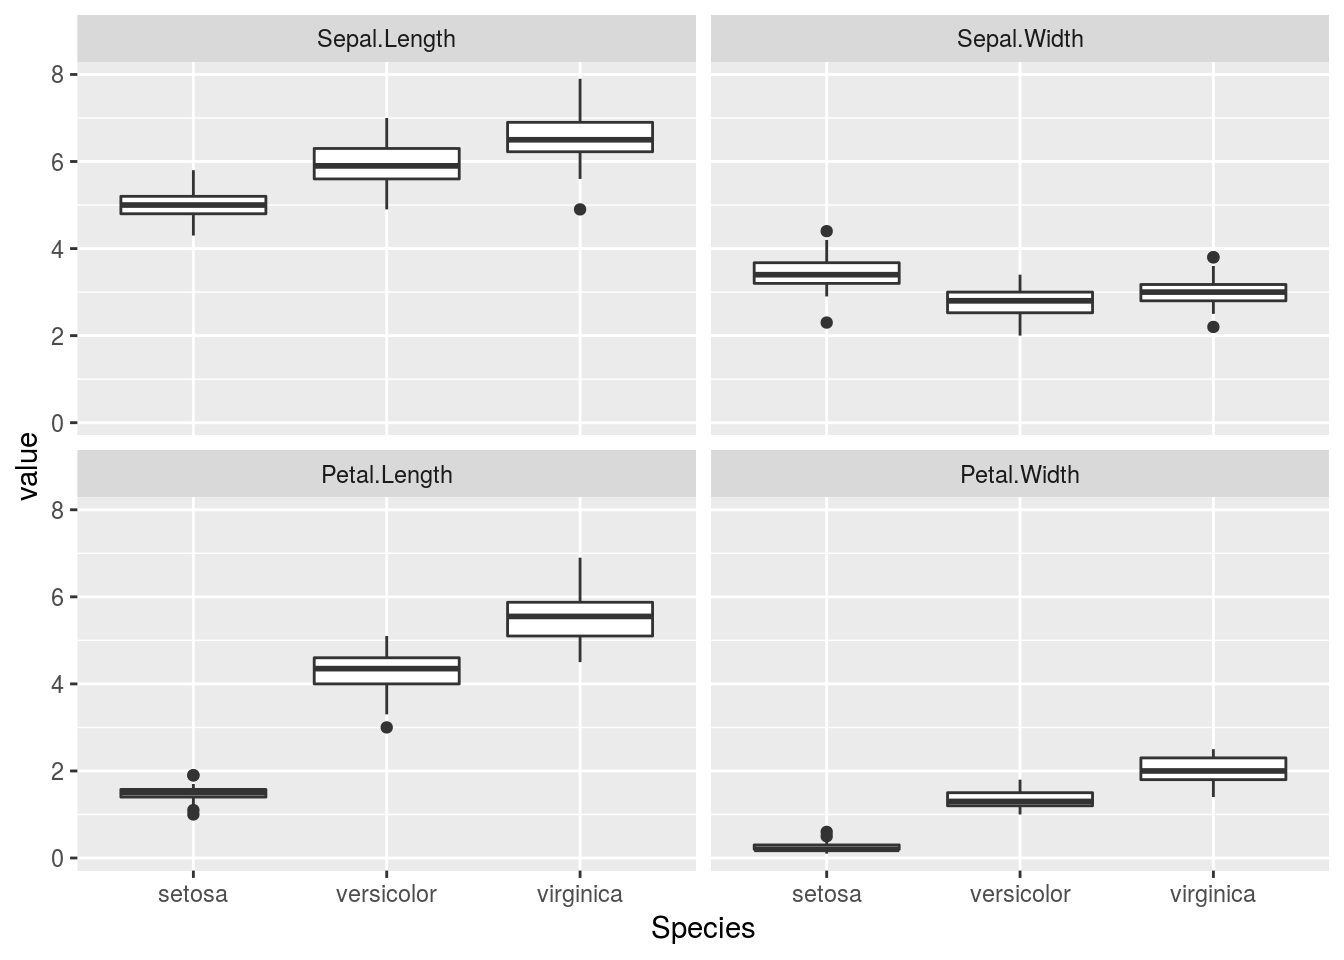 Sepal.Length
Sepal.Width
8
6
4
2
0
value
Petal.Length
Petal.Width
8
6
4
2
0
setosa
versicolor
virginica
setosa
versicolor
virginica
Species